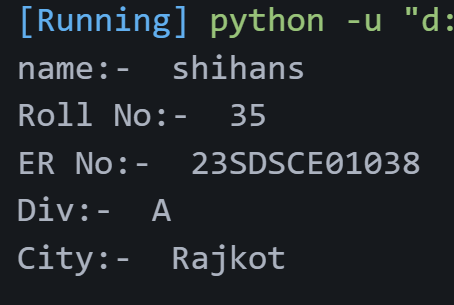 [Running] python -u "d:
name:-  shihans
Roll No:-  35
ER No:-  23SDSCE01038
Div:-  A
City:-  Rajkot